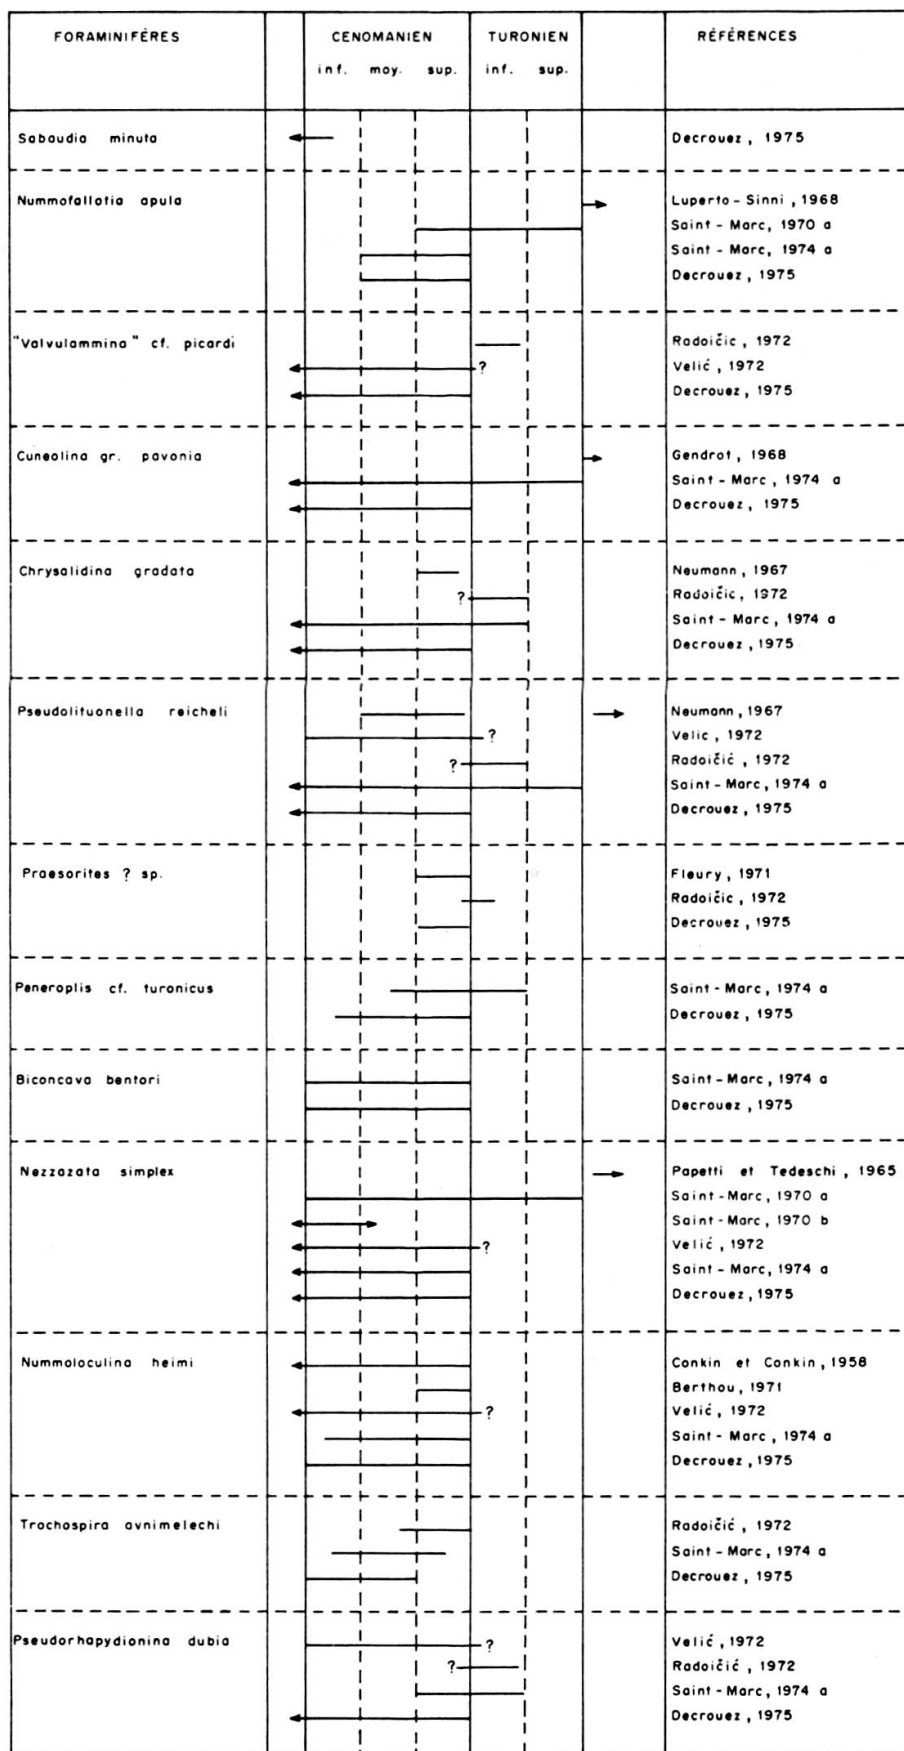 FORAMINIFÉRES CENOMANIEN TURONIEN RÉFÉRENCES
inf. moy. sup. inf. sup.
Sabaudia minuta Decrouez, 1975
Nummofallotia apula Luperto-Sinni, 1968
Saint-Marc, 1970 a
Saint-Marc, 1974 a
Decrouez, 1975
"Valvulammina" cf. picardi Radoičic, 1972
? Velić, 1972
Decrouez, 1975
Cuneolina gr. pavonia Gendrot, 1968
Saint-Marc, 1974 a
Decrouez, 1975
Chrysalidina gradata Neumann, 1967
? Radoičic, 1972
Saint-Marc, 1974 a
Decrouez, 1975
Pseudolituonella reicheli Neumann, 1967
? Velic, 1972
? Radoičić, 1972
Saint-Marc, 1974 a
Decrouez, 1975
Praesorites ? sp. Fleury, 1971
Radoičic, 1972
Decrouez, 1975
Peneroplis cf. turonicus Saint-Marc, 1974 a
Decrouez, 1975
Biconcava bentori Saint-Marc, 1974 a
Decrouez, 1975
Nezzazata simplex Papetti et Tedeschi, 1965
Saint-Marc, 1970 a
Saint-Marc, 1970 b
? Velić, 1972
Saint-Marc, 1974 a
Decrouez, 1975
Nummoloculina heimi Conkin et Conkin, 1958
Berthou, 1971
? Velić, 1972
Saint-Marc, 1974 a
Decrouez, 1975
Trochospira avnimelechi Radoičić, 1972
Saint-Marc, 1974 a
Decrouez, 1975
Pseudorhapydionina dubia ? Velić, 1972
? Radoičić, 1972
Saint-Marc, 1974 a
Decrouez, 1975